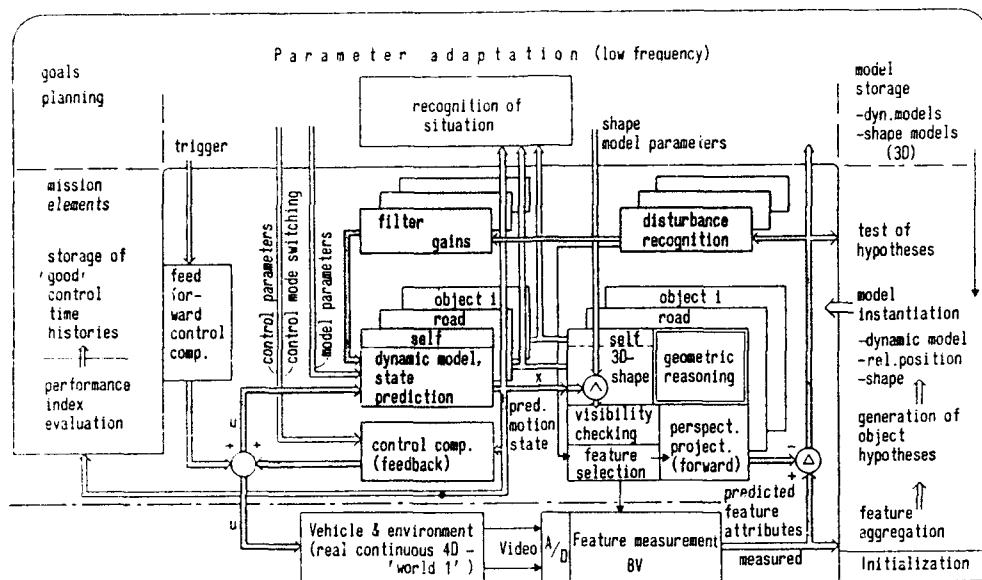 Parameter adaptation (low frequency)
goals
planning
recognition of
situation
trigger
shape
model parameters
model
storage
-dyn.models
-shape models
(3D)
mission
elements
storage of
'good'
control
time
histories
performance
index
evaluation
feed
for-
ward control
comp.
control parameters
control mode switching
model parameters
filter
gains
disturbance
recognition
test of
hypotheses
object i
road
self
dynamic model,
state
prediction
x
pred.
motion
state
object i
road
self
3D-
shape
geometric
reasoning
visibility
checking
feature
selection
perspect.
project.
(forward)
model
instantiation
-dynamic model
-rel.position
-shape
generation of
object
hypotheses
feature
aggregation
Initialization
u
+
+
control comp.
(feedback)
-
Δ
+
predicted
feature
attributes
measured
u
Vehicle & environment
(real continuous 4D -
'world 1')
Video
A/D
Feature measurement
BV